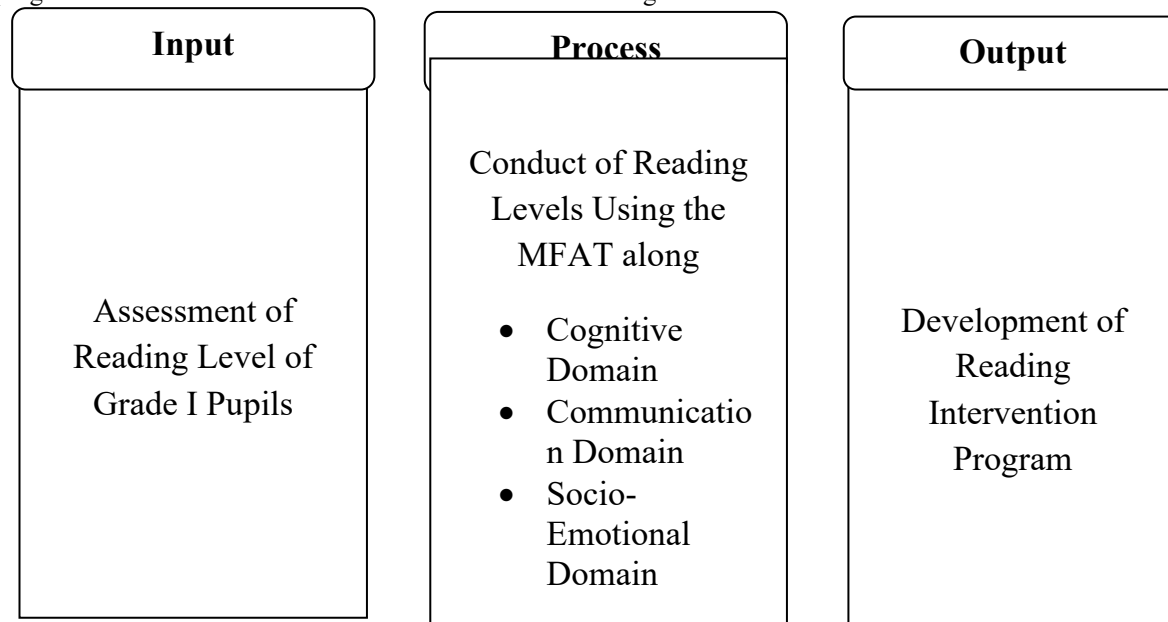 Input
Assessment of
Reading Level of
Grade I Pupils
Process
Conduct of Reading
Levels Using the
MFAT along
• Cognitive
Domain
• Communicatio
n Domain
• Socio-
Emotional
Domain
Output
Development of
Reading
Intervention
Program